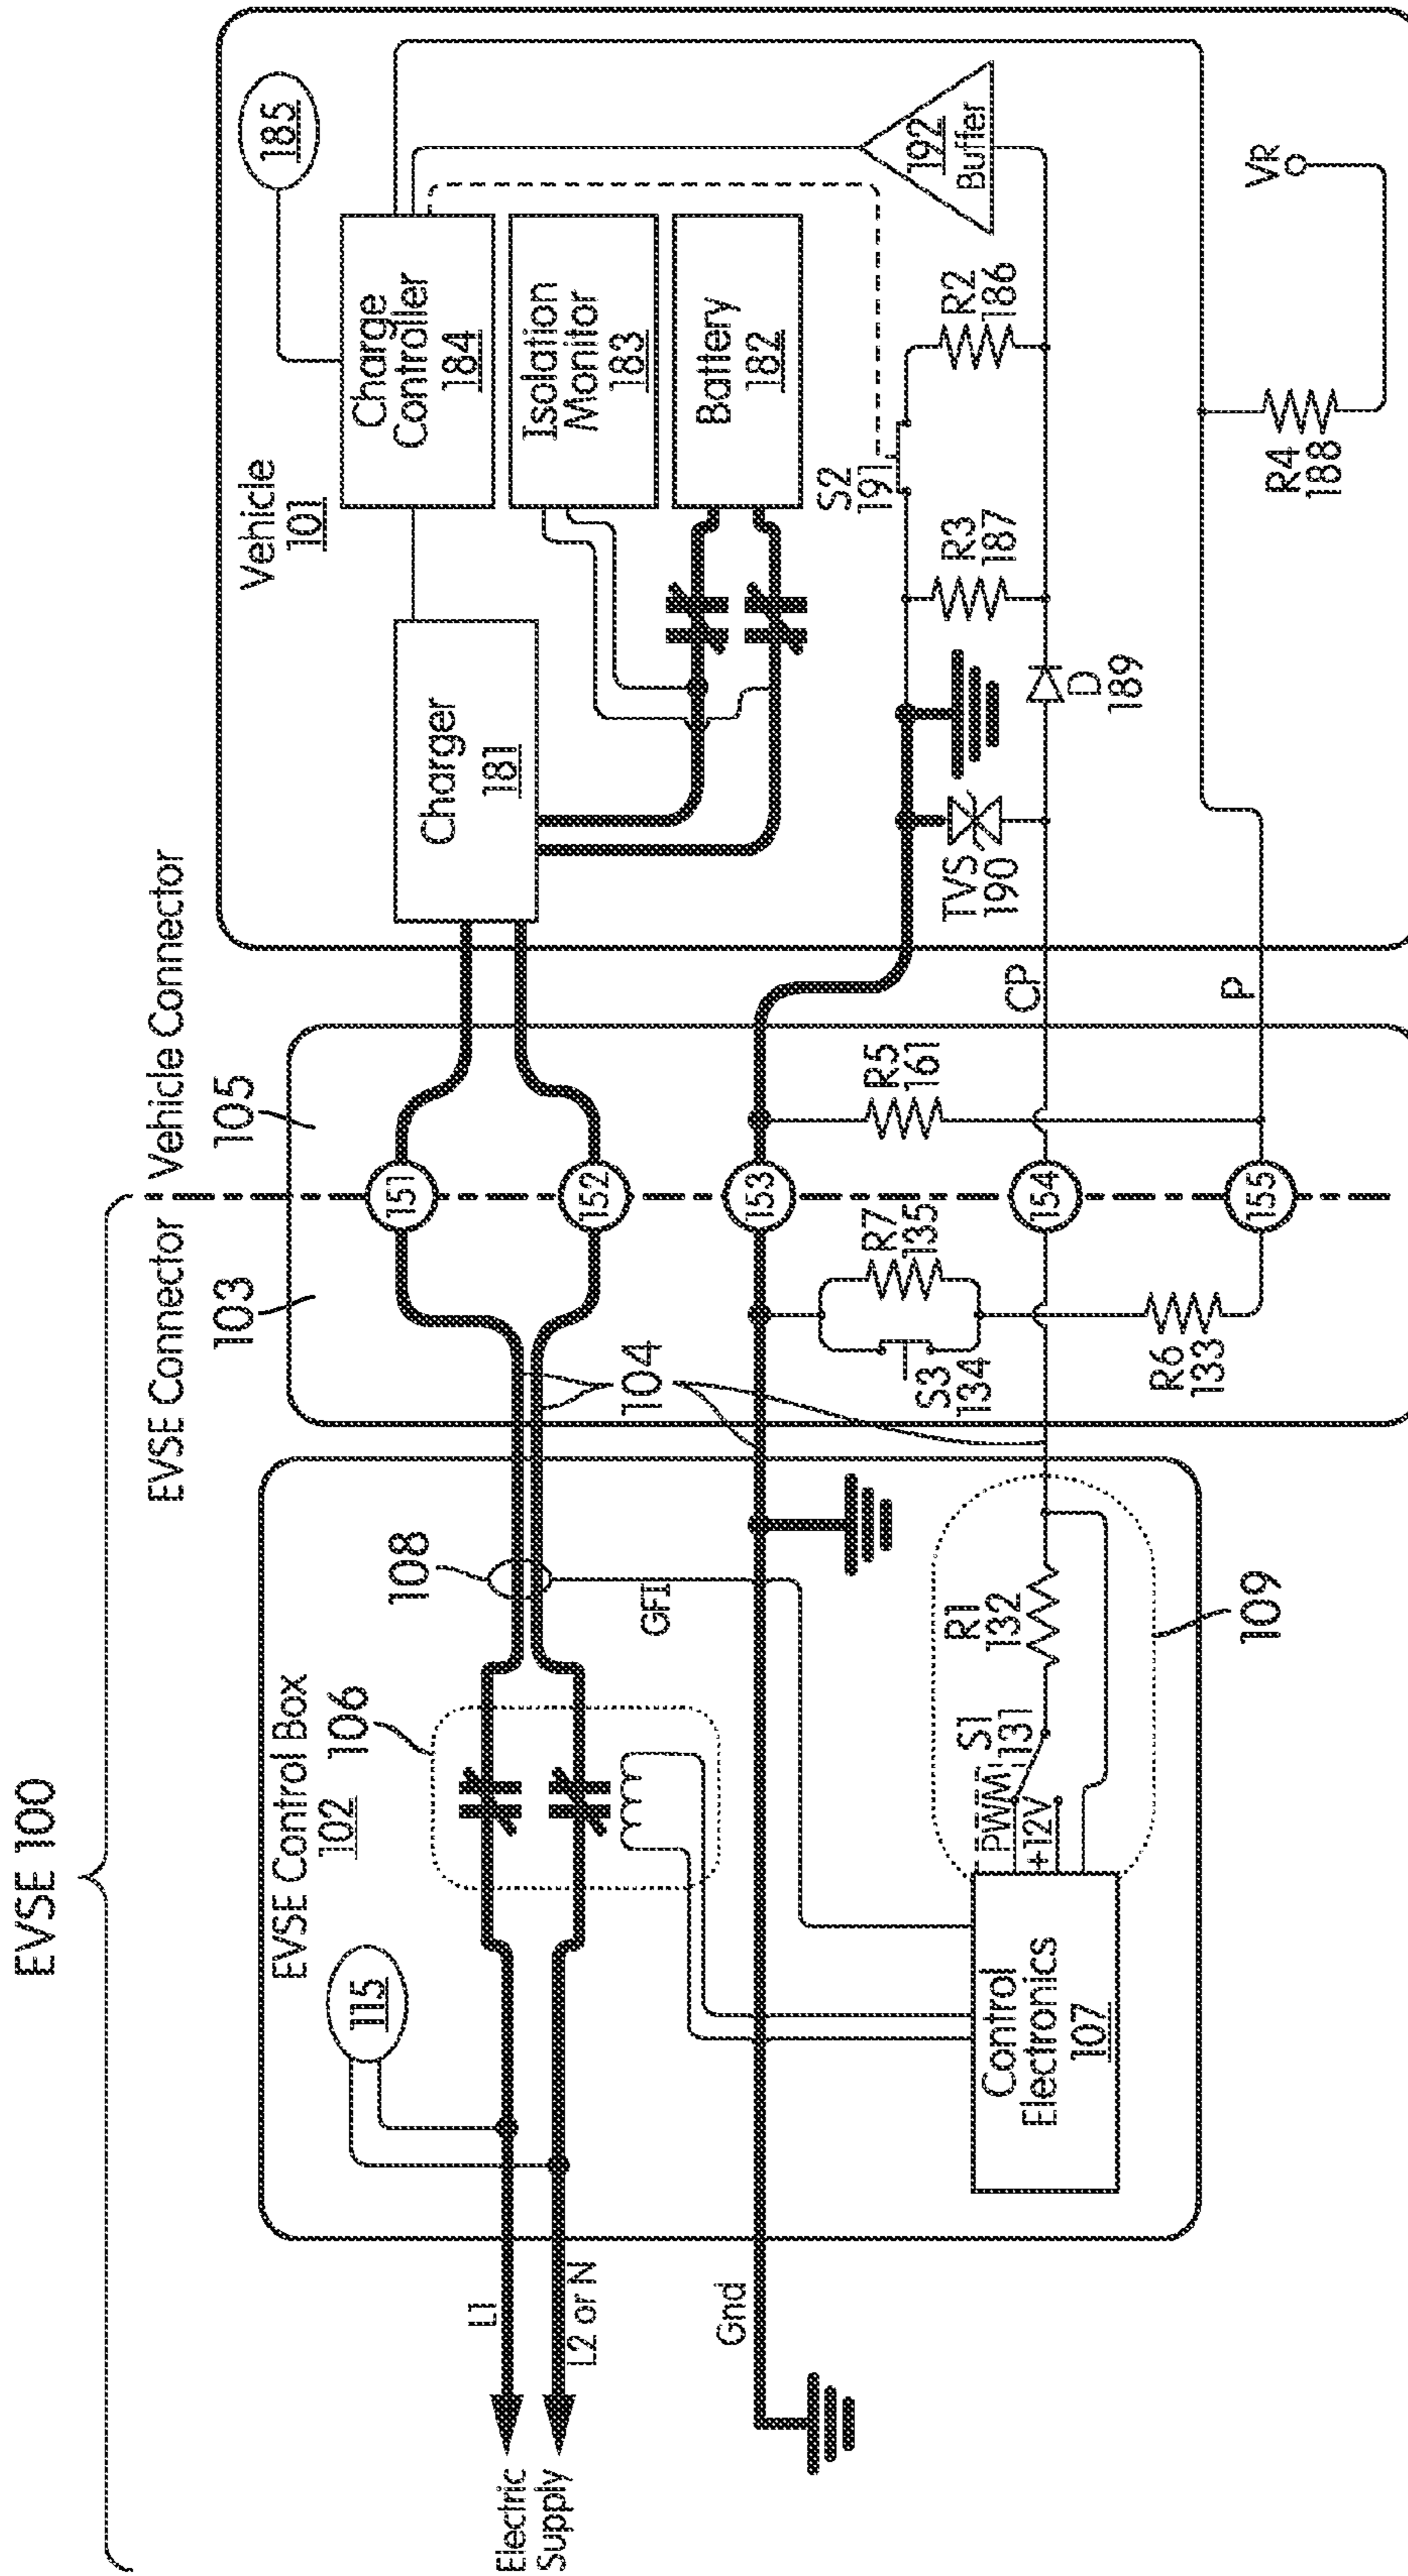 EVSE 100
EVSE Connector
Vehicle Connector
103
105
Electric
Supply
L1
L2 or N
Gnd
EVSE Control Box
102
115
106
108
GFI
104
Control
Electronics
107
PWM
+12V
S1
131
R1
132
109
151
152
153
154
155
S3
134
R7
135
R6
133
R5
161
CP
P
Vehicle
101
185
Charger
181
Charge
Controller
184
Isolation
Monitor
183
Battery
182
TVS
190
D
189
R3
187
S2
191
R2
186
192
Buffer
R4
188
VR